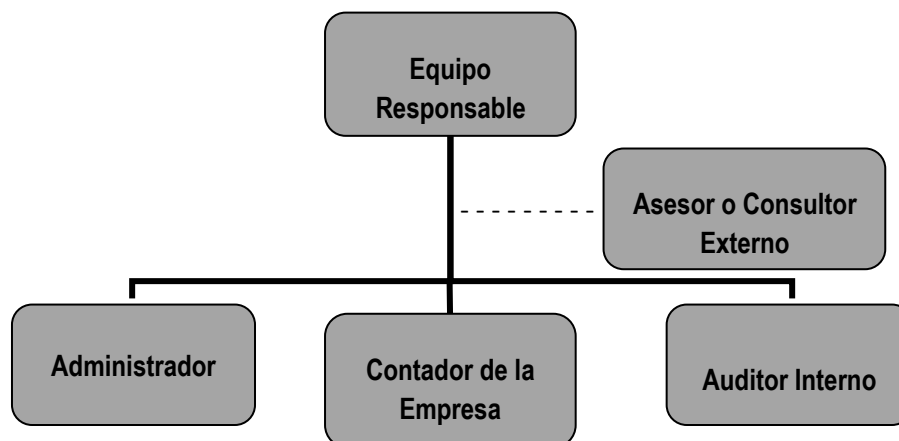 Equipo
Responsable
Asesor o Consultor
Externo
Administrador
Contador de la
Empresa
Auditor Interno